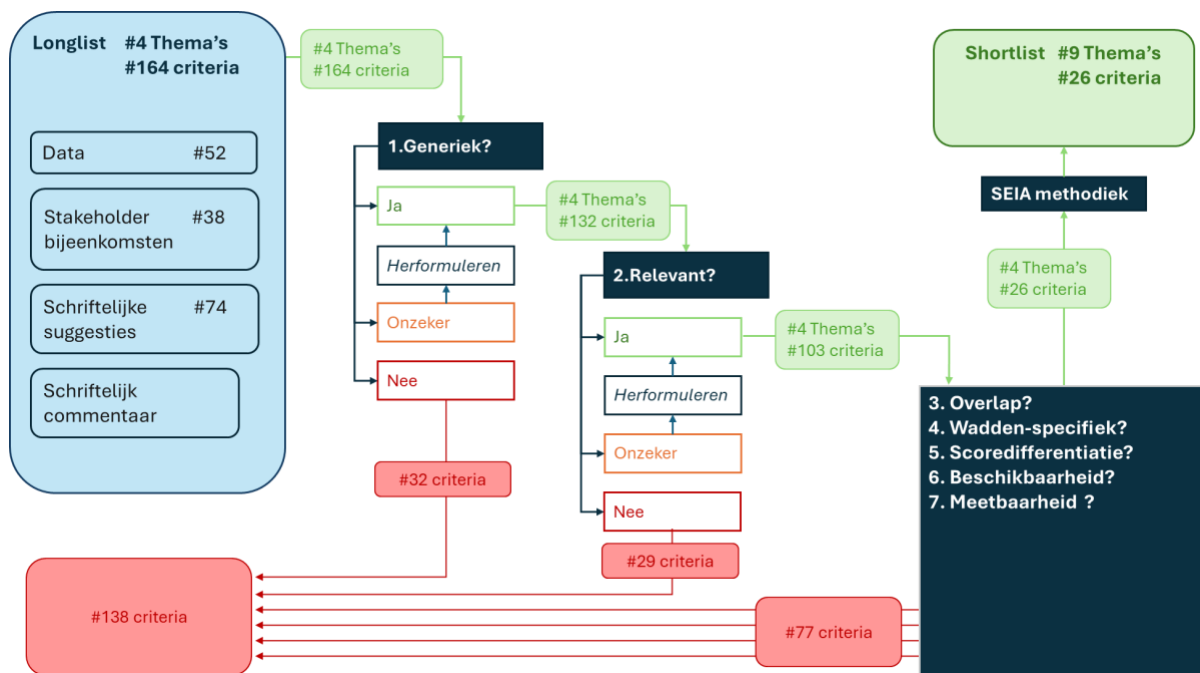 Longlist #4 Thema's
#164 criteria
Data #52
Stakeholder #38
bijeenkomsten
Schriftelijke #74
suggesties
Schriftelijk
commentaar
#4 Thema's
#164 criteria
1.Generiek?
Ja
Herformuleren
Onzeker
Nee
#32 criteria
#4 Thema's
#132 criteria
2.Relevant?
Ja
Herformuleren
Onzeker
Nee
#29 criteria
#4 Thema's
#103 criteria
3. Overlap?
4. Wadden-specifiek?
5. Scoredifferentiatie?
6. Beschikbaarheid?
7. Meetbaarheid ?
#77 criteria
#138 criteria
#4 Thema's
#26 criteria
SEIA methodiek
Shortlist #9 Thema's
#26 criteria